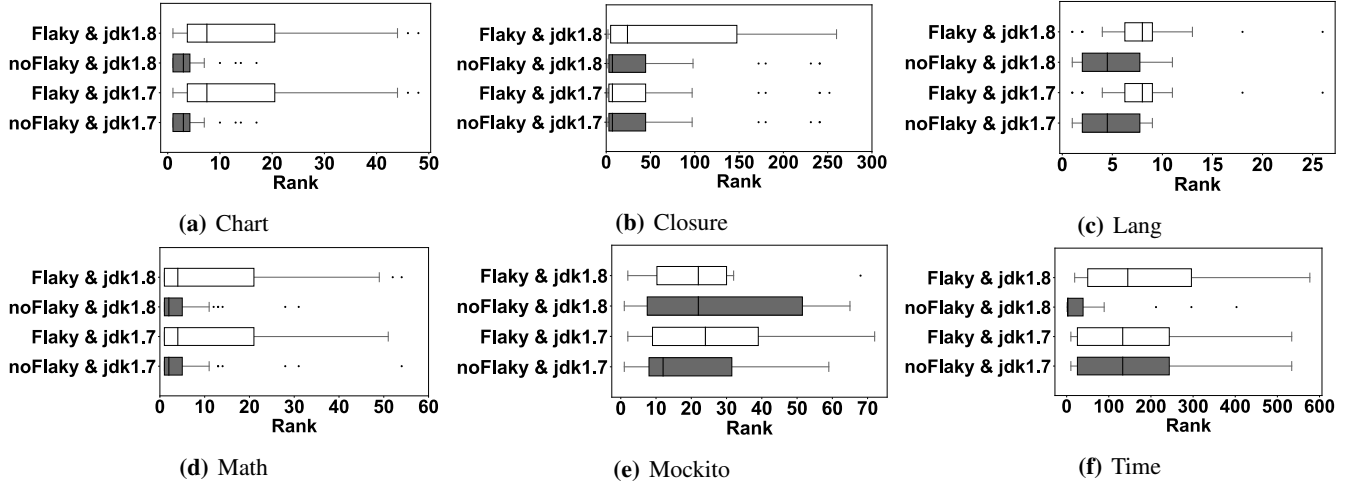 Flaky & jdk1.8
noFlaky & jdk1.8
Flaky & jdk1.7
noFlaky & jdk1.7
0 10 20 30 40 50
Rank
(a) Chart
Flaky & jdk1.8
noFlaky & jdk1.8
Flaky & jdk1.7
noFlaky & jdk1.7
0 50 100 150 200 250 300
Rank
(b) Closure
Flaky & jdk1.8
noFlaky & jdk1.8
Flaky & jdk1.7
noFlaky & jdk1.7
5 10 15 20 25
Rank
(c) Lang
Flaky & jdk1.8
noFlaky & jdk1.8
Flaky & jdk1.7
noFlaky & jdk1.7
0 10 20 30 40 50 60
Rank
(d) Math
Flaky & jdk1.8
noFlaky & jdk1.8
Flaky & jdk1.7
noFlaky & jdk1.7
0 10 20 30 40 50 60 70
Rank
(e) Mockito
Flaky & jdk1.8
noFlaky & jdk1.8
Flaky & jdk1.7
noFlaky & jdk1.7
0 100 200 300 400 500 600
Rank
(f) Time